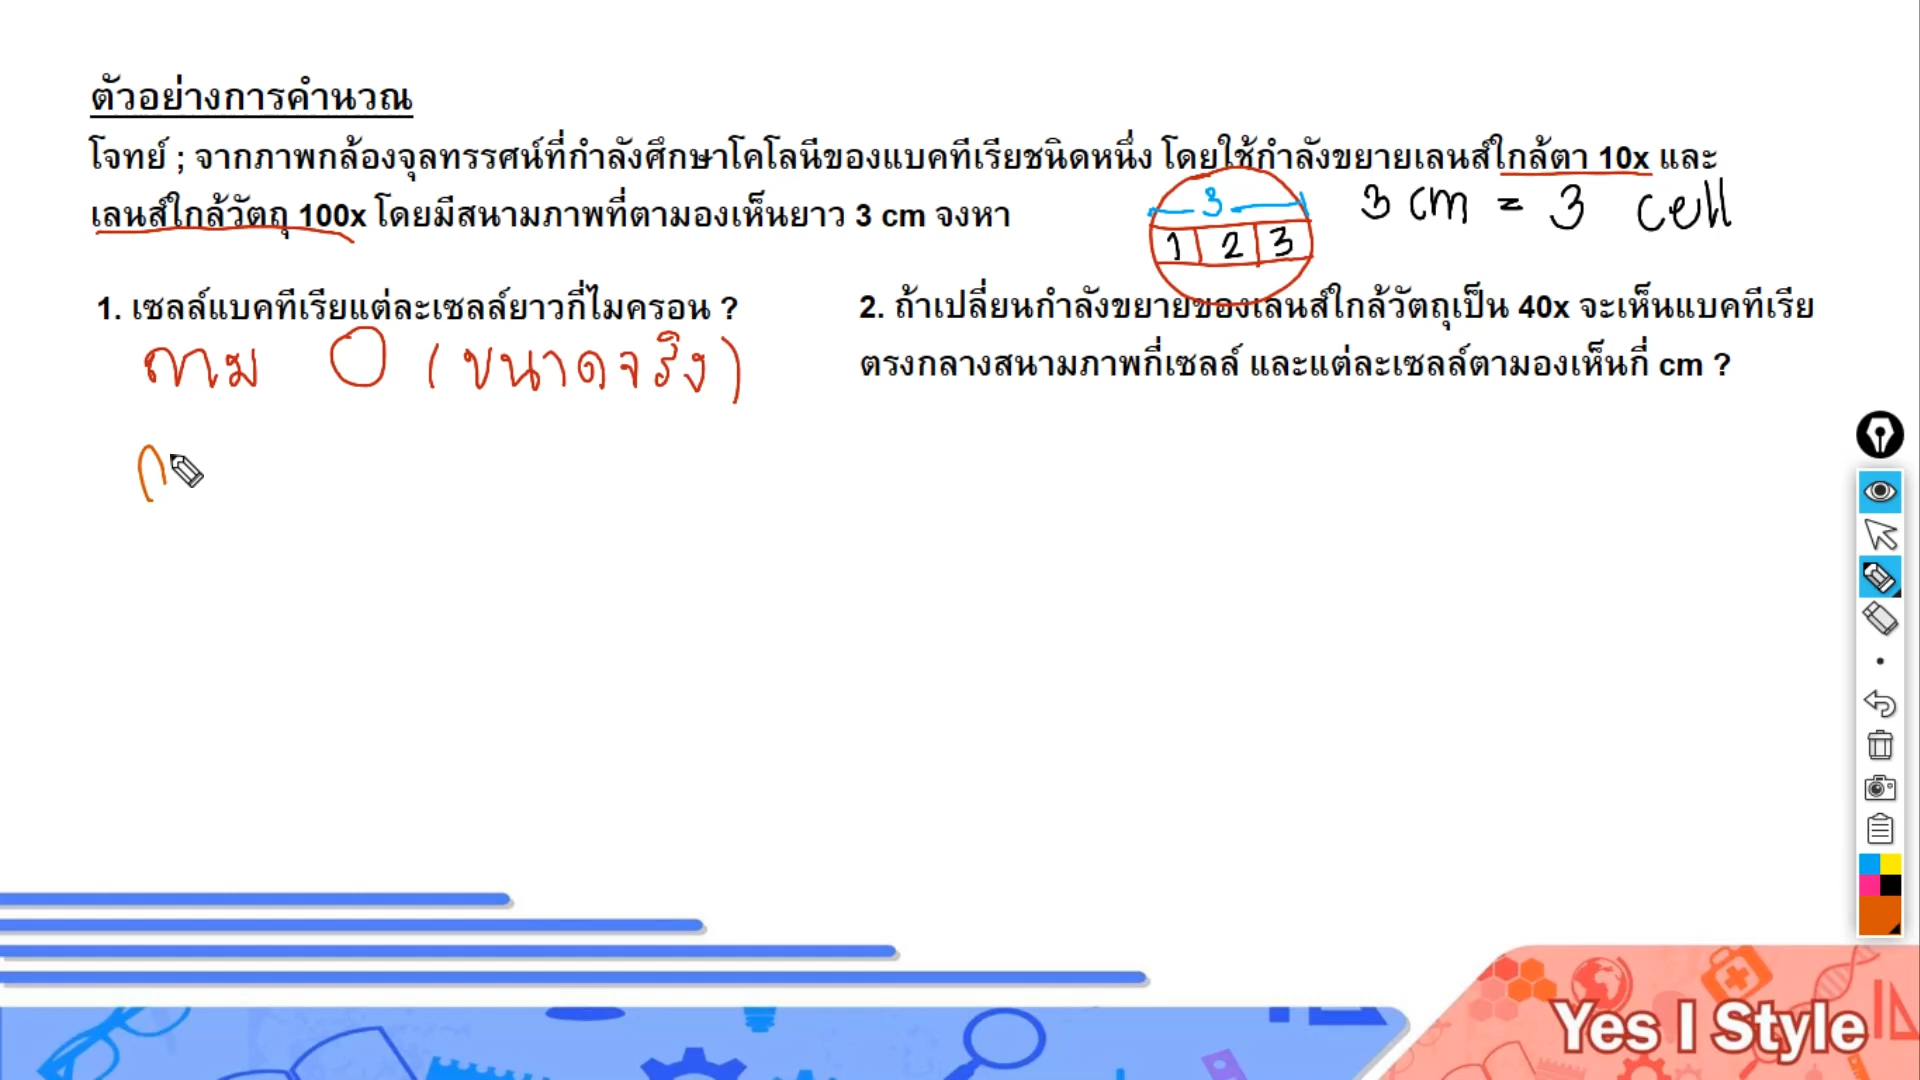 ตัวอย่างการคำนวณ
โจทย์ ; จากภาพกล้องจุลทรรศน์ที่กำลังศึกษาโคโลนีของแบคทีเรียชนิดหนึ่ง โดยใช้กำลังขยายเลนส์ใกล้ตา 10x และ
เลนส์ใกล้วัตถุ 100x โดยมีสนามภาพที่ตามองเห็นยาว 3 cm จงหา
3
1 2 3
3 cm = 3 cell
1. เซลล์แบคทีเรียแต่ละเซลล์ยาวกี่ไมครอน ?
ถาม O (ขนาดจริง)
2. ถ้าเปลี่ยนกำลังขยายของเลนส์ใกล้วัตถุเป็น 40x จะเห็นแบคทีเรีย
ตรงกลางสนามภาพกี่เซลล์ และแต่ละเซลล์ตามองเห็นกี่ cm ?
Yes I Style